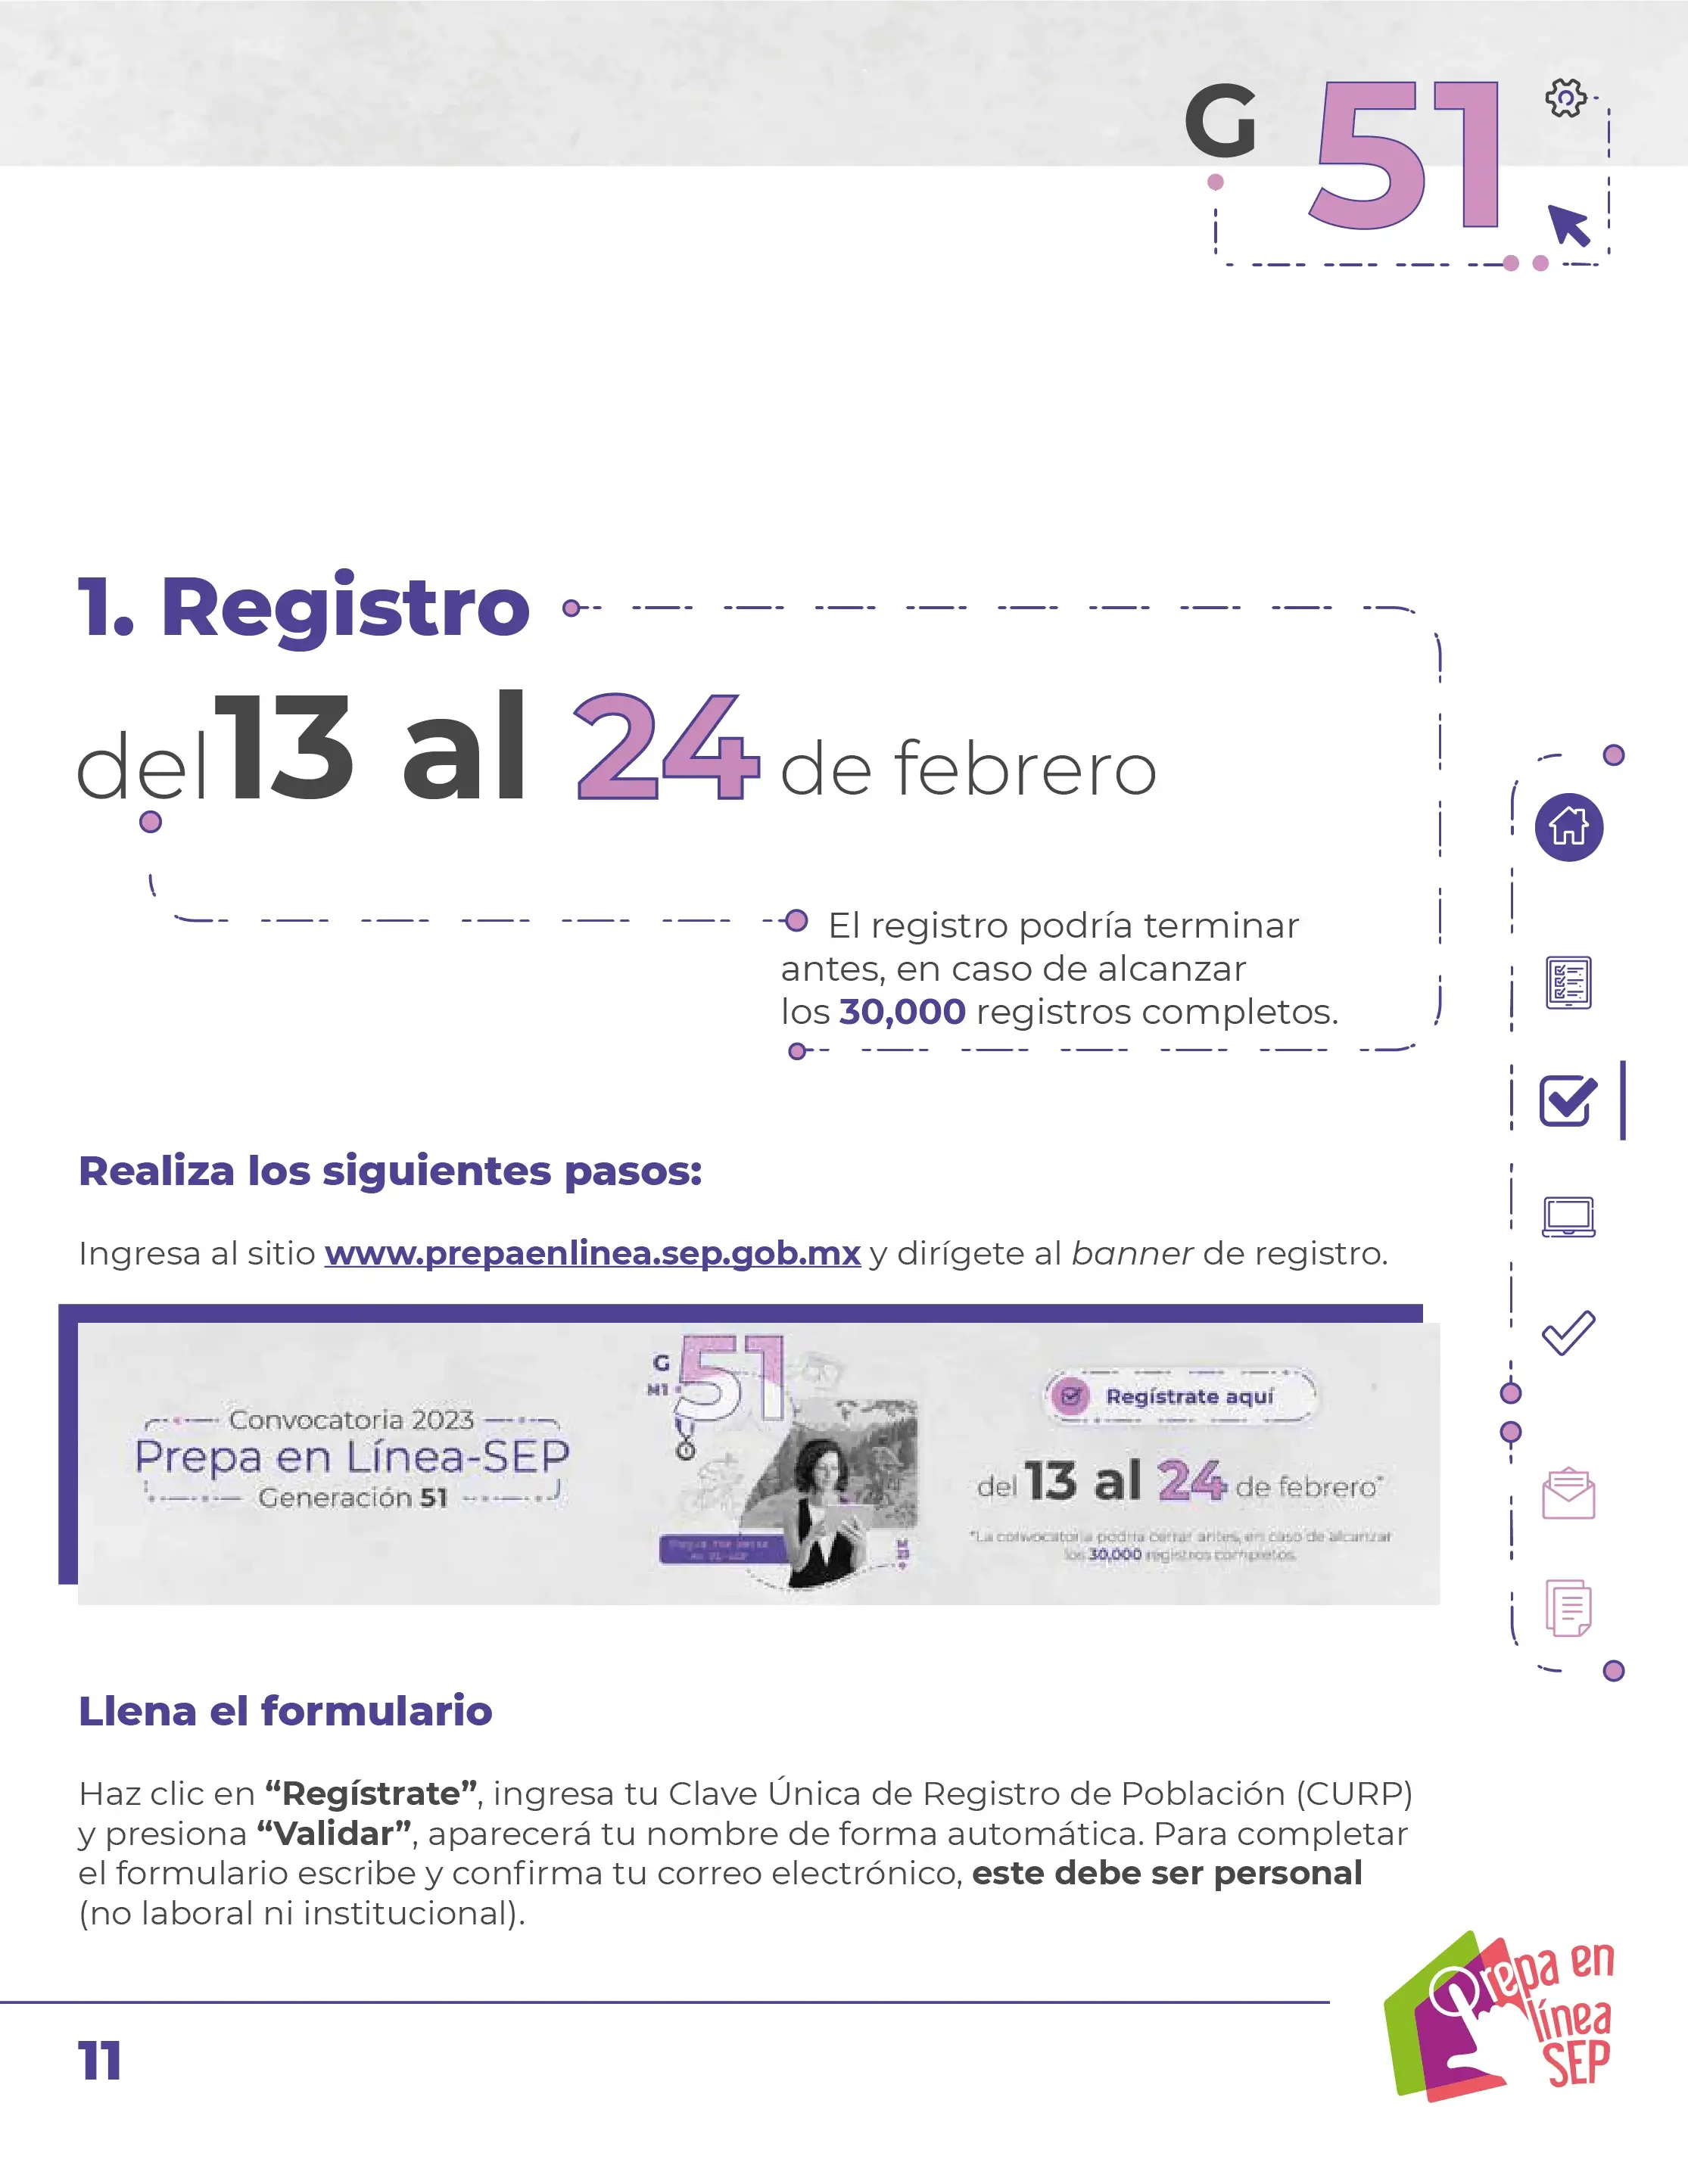 G 51
1. Registro
del 13 al 24 de febrero
El registro podría terminar
antes, en caso de alcanzar
los 30,000 registros completos.
Realiza los siguientes pasos:
Ingresa al sitio www.prepaenlinea.sep.gob.mx y dirígete al banner de registro.
Convocatoria 2023
Prepa en Línea-SEP
Generación 51
G 51
M1
Regístrate aquí
del 13 al 24 de febrero*
*La convocatoria podría cerrar antes, en caso de alcanzar
los 30,000 registros completos.
Llena el formulario
Haz clic en “Regístrate”, ingresa tu Clave Única de Registro de Población (CURP)
y presiona “Validar”, aparecerá tu nombre de forma automática. Para completar
el formulario escribe y confirma tu correo electrónico, este debe ser personal
(no laboral ni institucional).
11
Prepa en
línea
SEP